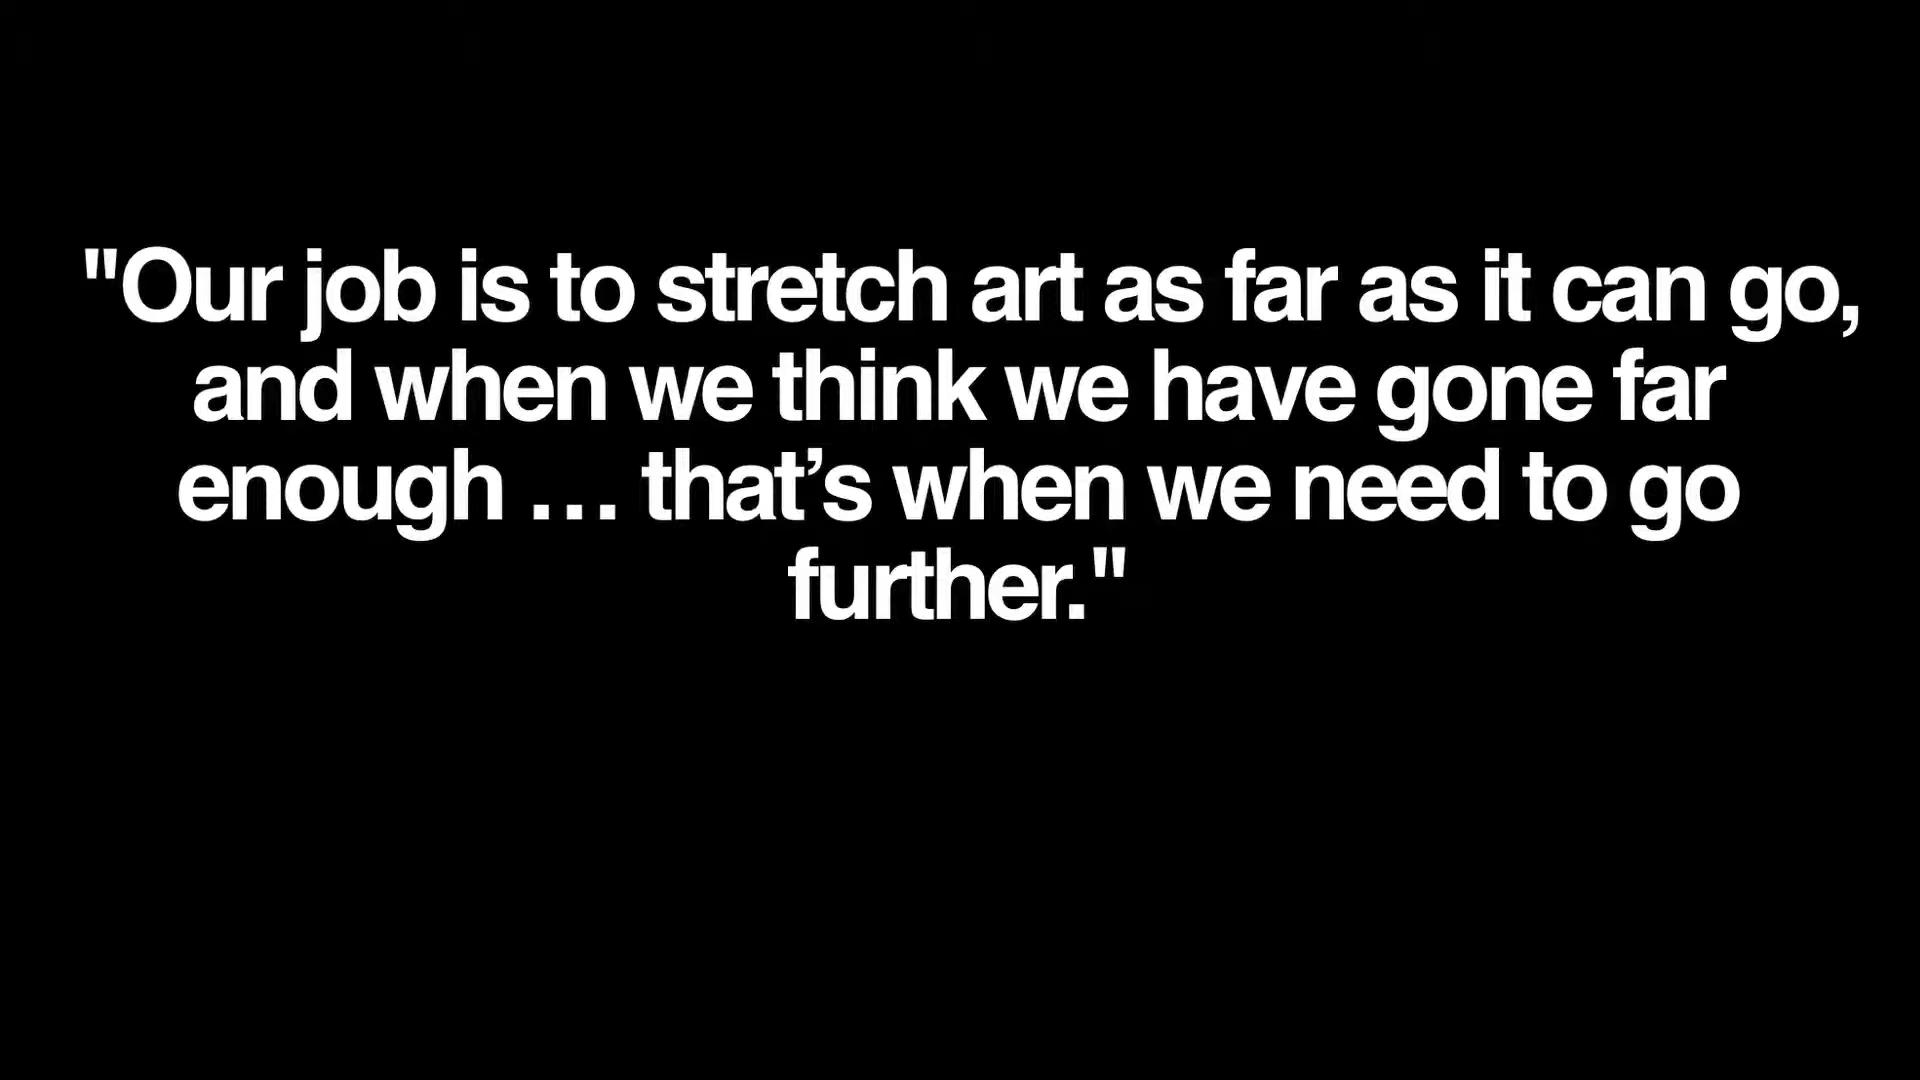 "Our job is to stretch art as far as it can go,
and when we think we have gone far
enough … that’s when we need to go
further."